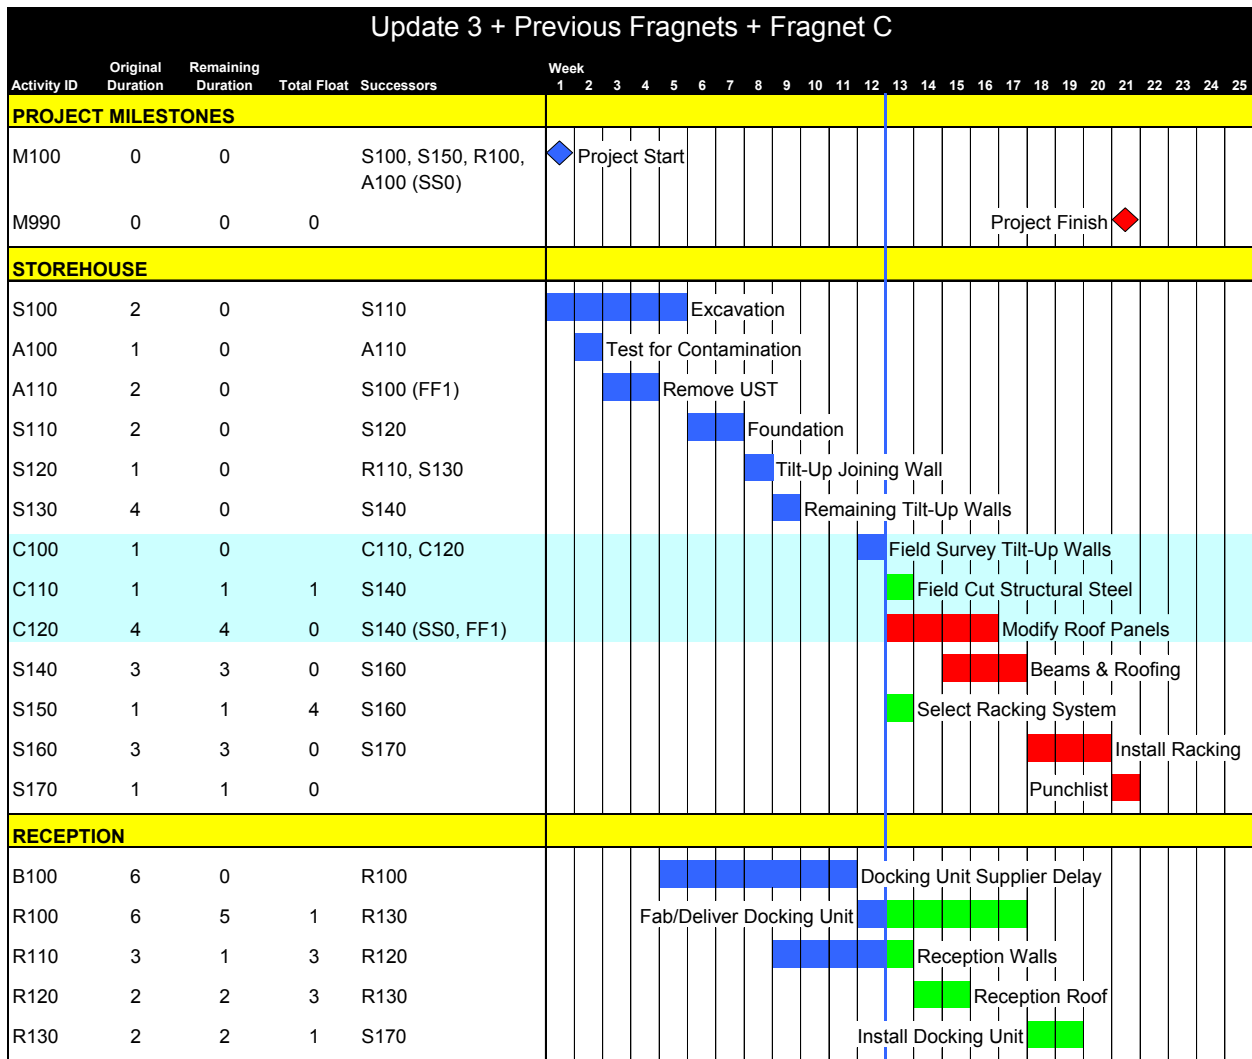 Update 3 + Previous Fragnets + Fragnet C
Original Remaining Week
Activity ID Duration Duration Total Float Successors 1 2 3 4 5 6 7 8 9 10 11 12 13 14 15 16 17 18 19 20 21 22 23 24 25
PROJECT MILESTONES
M100 0 0 S100, S150, R100, Project Start
A100 (SS0)
M990 0 0 0 Project Finish
STOREHOUSE
S100 2 0 S110 Excavation
A100 1 0 A110 Test for Contamination
A110 2 0 S100 (FF1) Remove UST
S110 2 0 S120 Foundation
S120 1 0 R110, S130 Tilt-Up Joining Wall
S130 4 0 S140 Remaining Tilt-Up Walls
C100 1 0 C110, C120 Field Survey Tilt-Up Walls
C110 1 1 1 S140 Field Cut Structural Steel
C120 4 4 0 S140 (SS0, FF1) Modify Roof Panels
S140 3 3 0 S160 Beams & Roofing
S150 1 1 4 S160 Select Racking System
S160 3 3 0 S170 Install Racking
S170 1 1 0 Punchlist
RECEPTION
B100 6 0 R100 Docking Unit Supplier Delay
R100 6 5 1 R130 Fab/Deliver Docking Unit
R110 3 1 3 R120 Reception Walls
R120 2 2 3 R130 Reception Roof
R130 2 2 1 S170 Install Docking Unit